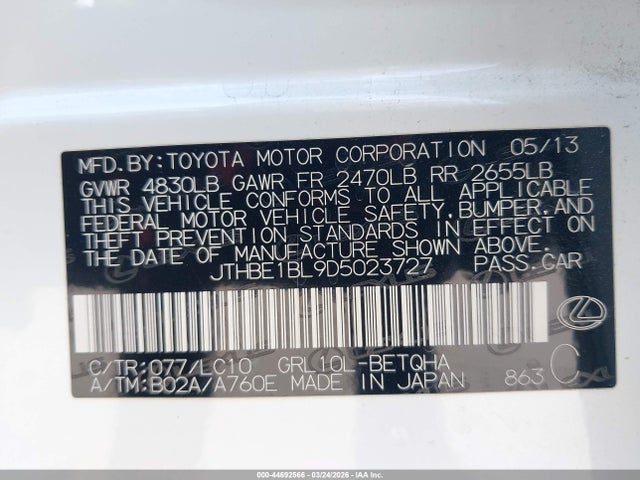 MFD.BY:TOYOTA MOTOR CORPORATION 05/13
GVWR 4830LB GAWR FR 2470LB RR 2655LB
THIS VEHICLE CONFORMS TO ALL APPLICABLE
FEDERAL MOTOR VEHICLE SAFETY,BUMPER,AND
THEFT PREVENTION STANDARDS IN EFFECT ON
THE DATE OF MANUFACTURE SHOWN ABOVE.
JTHBE1BL9D5023727 PASS.CAR
C/TR:077/LC10 GRL10L-BETQHA
A/TM:B02A/A760E MADE IN JAPAN 863 C
000-44692566 - 03/24/2026 - IAA Inc.